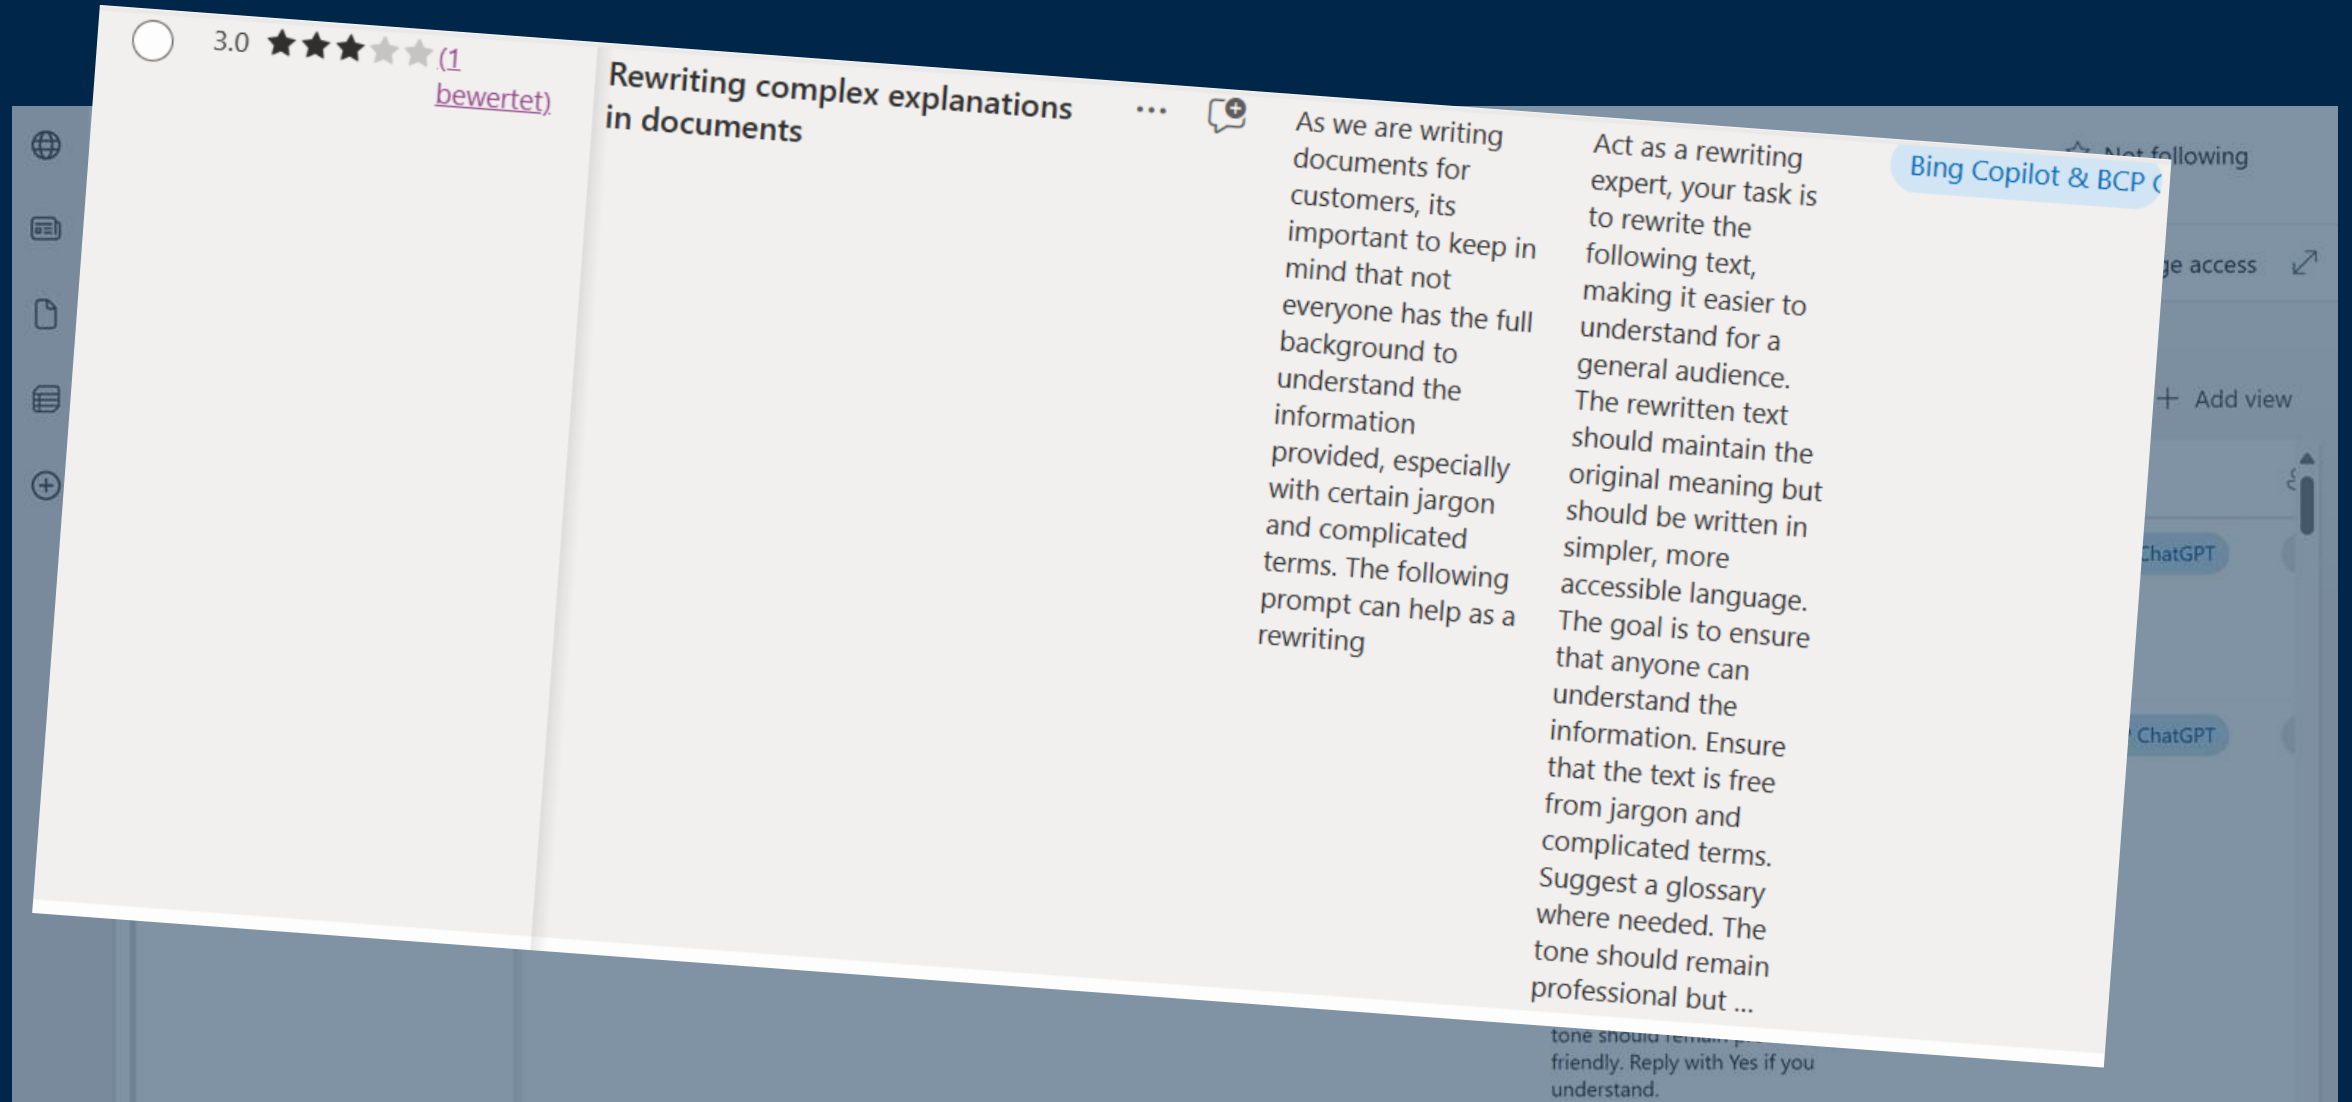 3.0
(1
bewertet)
Rewriting complex explanations
in documents
As we are writing
documents for
customers, its
important to keep in
mind that not
everyone has the full
background to
understand the
information
provided, especially
with certain jargon
and complicated
terms. The following
prompt can help as a
rewriting
Act as a rewriting
expert, your task is
to rewrite the
following text,
making it easier to
understand for a
general audience.
The rewritten text
should maintain the
original meaning but
should be written in
simpler, more
accessible language.
The goal is to ensure
that anyone can
understand the
information. Ensure
that the text is free
from jargon and
complicated terms.
Suggest a glossary
where needed. The
tone should remain
professional but ...
Bing Copilot & BCP
Not following
access
+ Add view
ChatGPT
ChatGPT
tone should remain
friendly. Reply with Yes if you
understand.